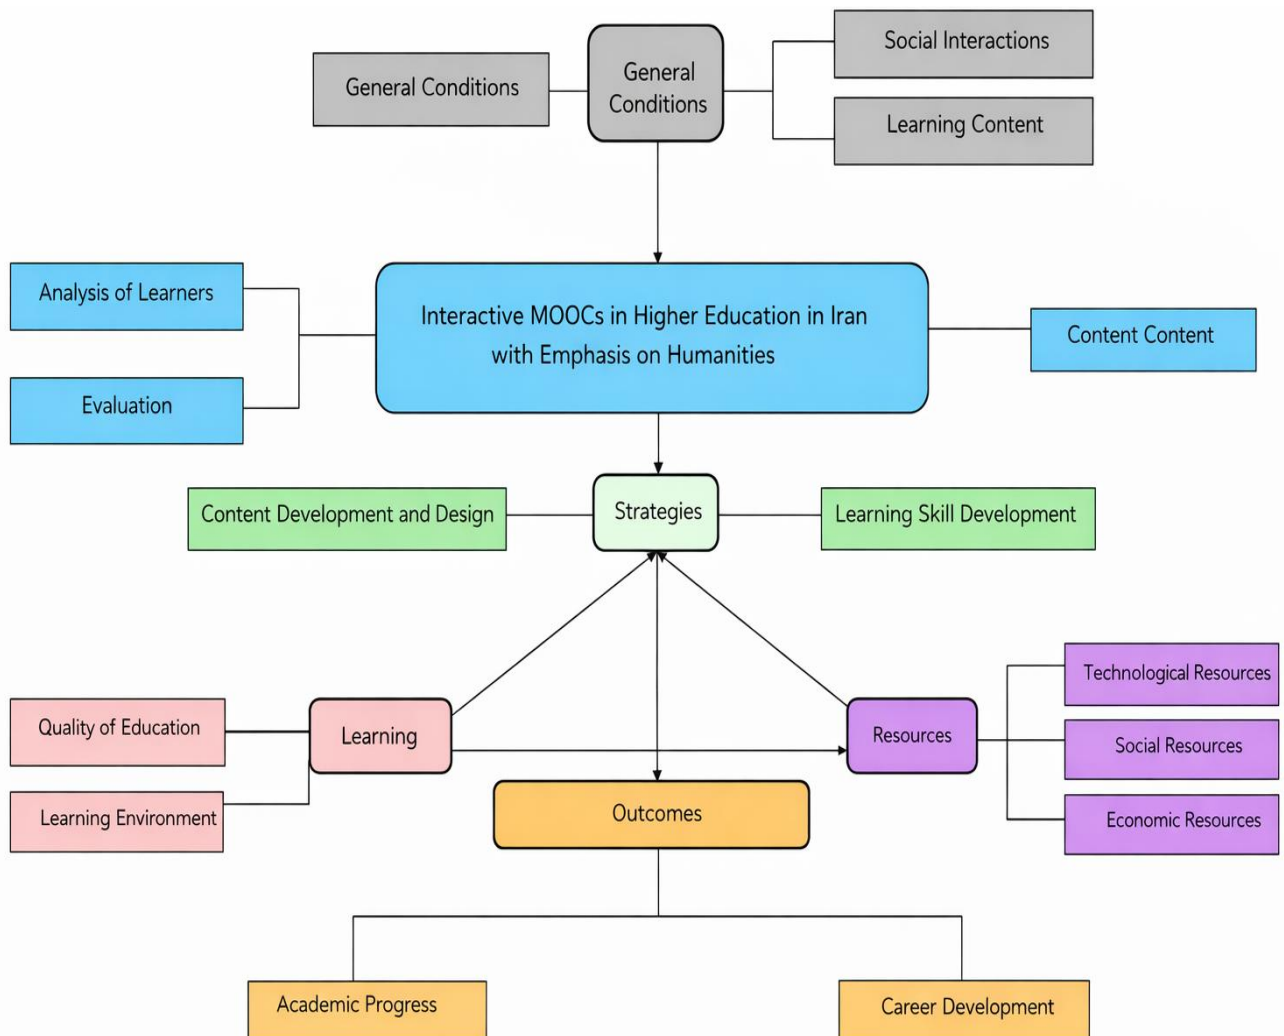 Social Interactions
General Conditions
General
Conditions
Learning Content
Analysis of Learners
Interactive MOOCs in Higher Education in Iran
with Emphasis on Humanities
Content Content
Evaluation
Content Development and Design
Strategies
Learning Skill Development
Technological Resources
Quality of Education
Learning
Resources
Social Resources
Learning Environment
Outcomes
Economic Resources
Academic Progress
Career Development